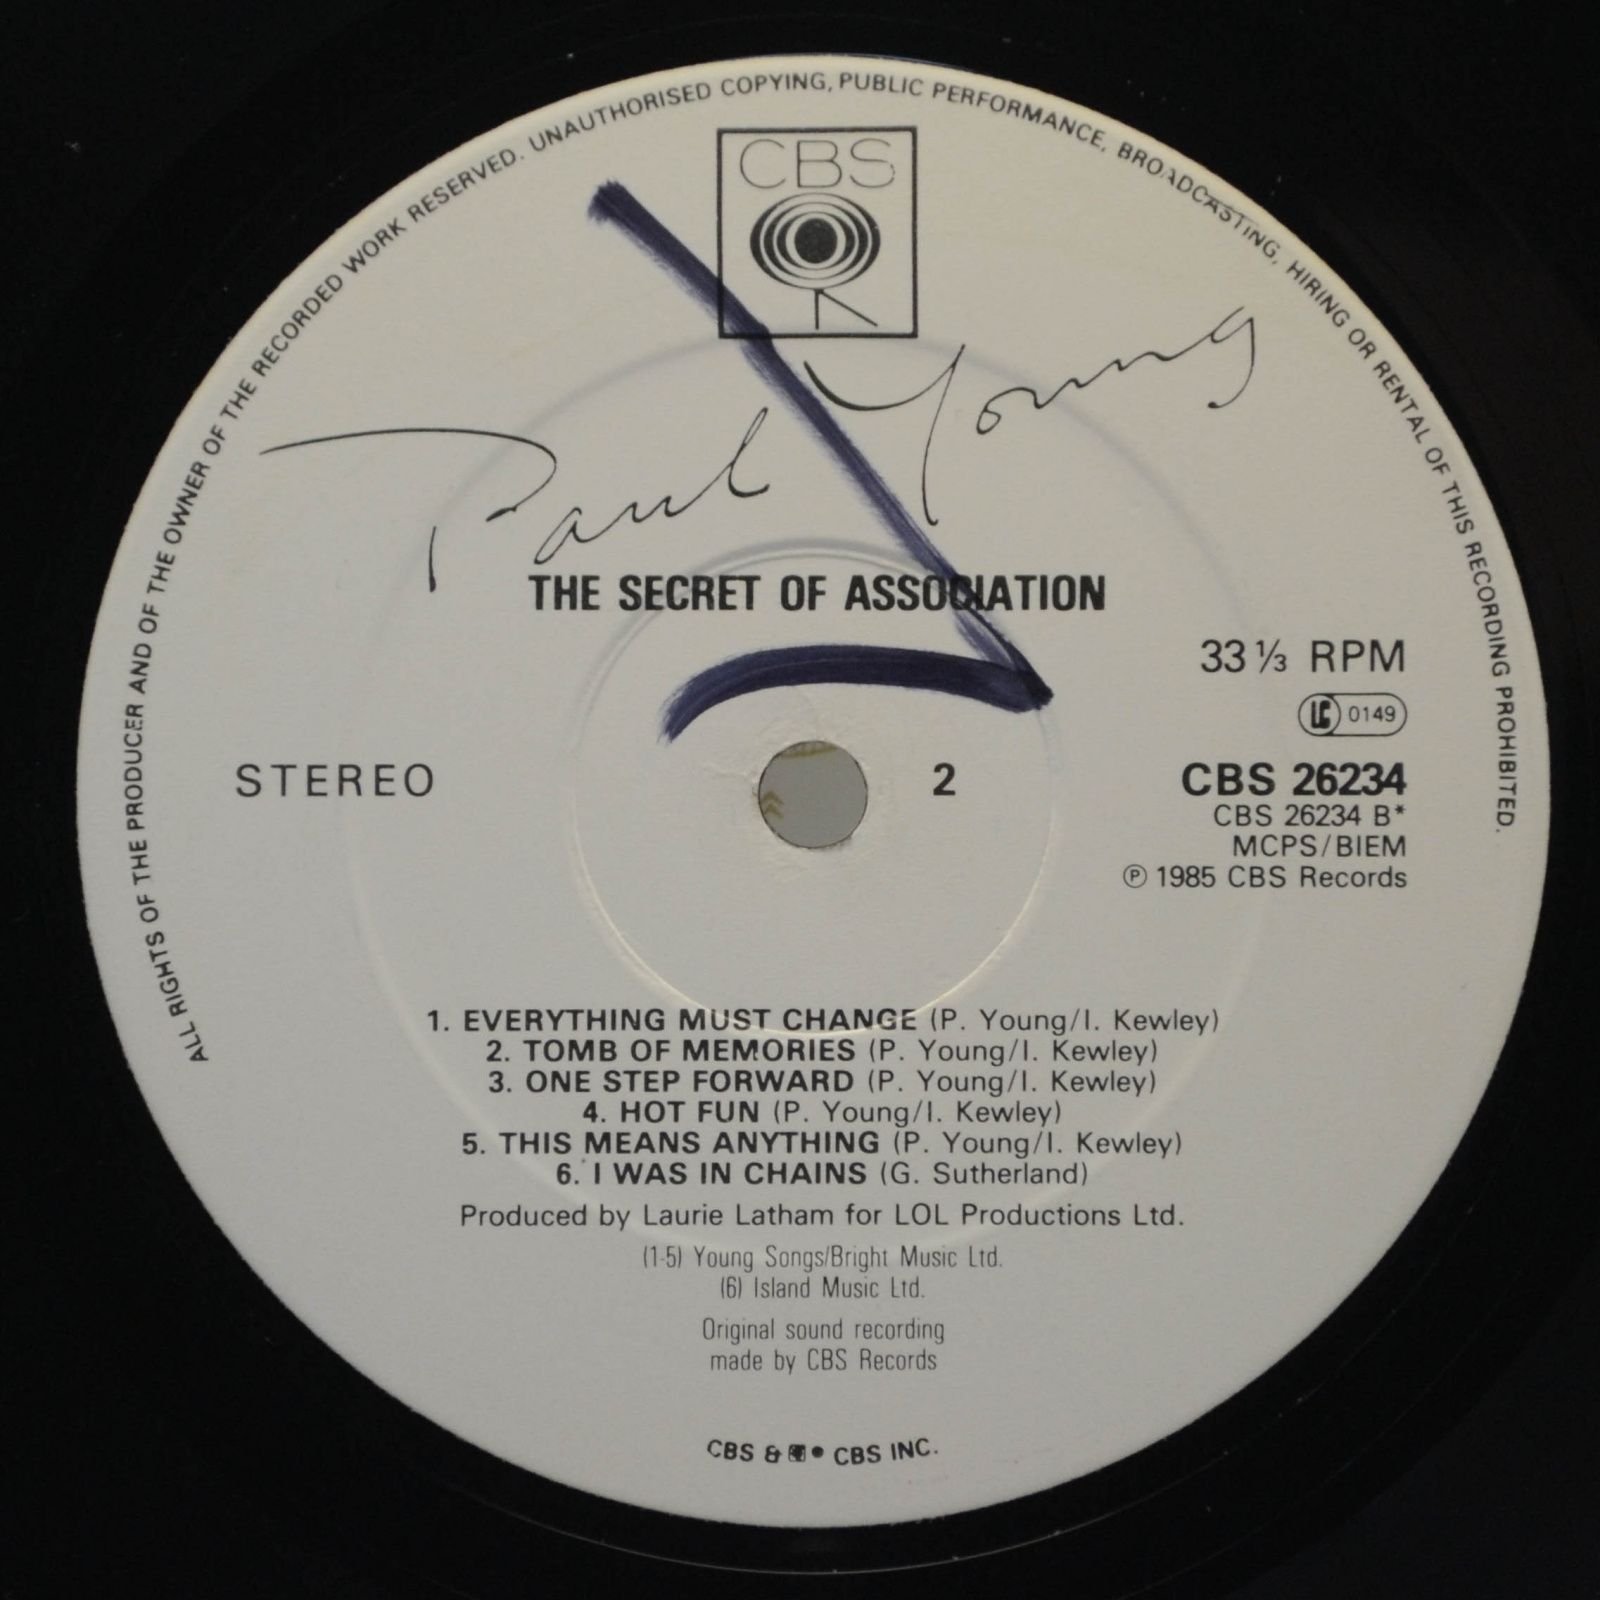 ALL RIGHTS OF THE PRODUCER AND OF THE OWNER OF THE RECORDED WORK RESERVED. UNAUTHORISED COPYING, PUBLIC PERFORMANCE, BROADCASTING, HIRING OR RENTAL OF THIS RECORDING PROHIBITED.
CBS
Paul Young
THE SECRET OF ASSOCIATION
33 ⅓ RPM
LC 0149
STEREO
2
CBS 26234
CBS 26234 B*
MCPS/BIEM
℗ 1985 CBS Records
1. EVERYTHING MUST CHANGE (P. Young/I. Kewley)
2. TOMB OF MEMORIES (P. Young/I. Kewley)
3. ONE STEP FORWARD (P. Young/I. Kewley)
4. HOT FUN (P. Young/I. Kewley)
5. THIS MEANS ANYTHING (P. Young/I. Kewley)
6. I WAS IN CHAINS (G. Sutherland)
Produced by Laurie Latham for LOL Productions Ltd.
(1-5) Young Songs/Bright Music Ltd.
(6) Island Music Ltd.
Original sound recording
made by CBS Records
CBS & • CBS INC.